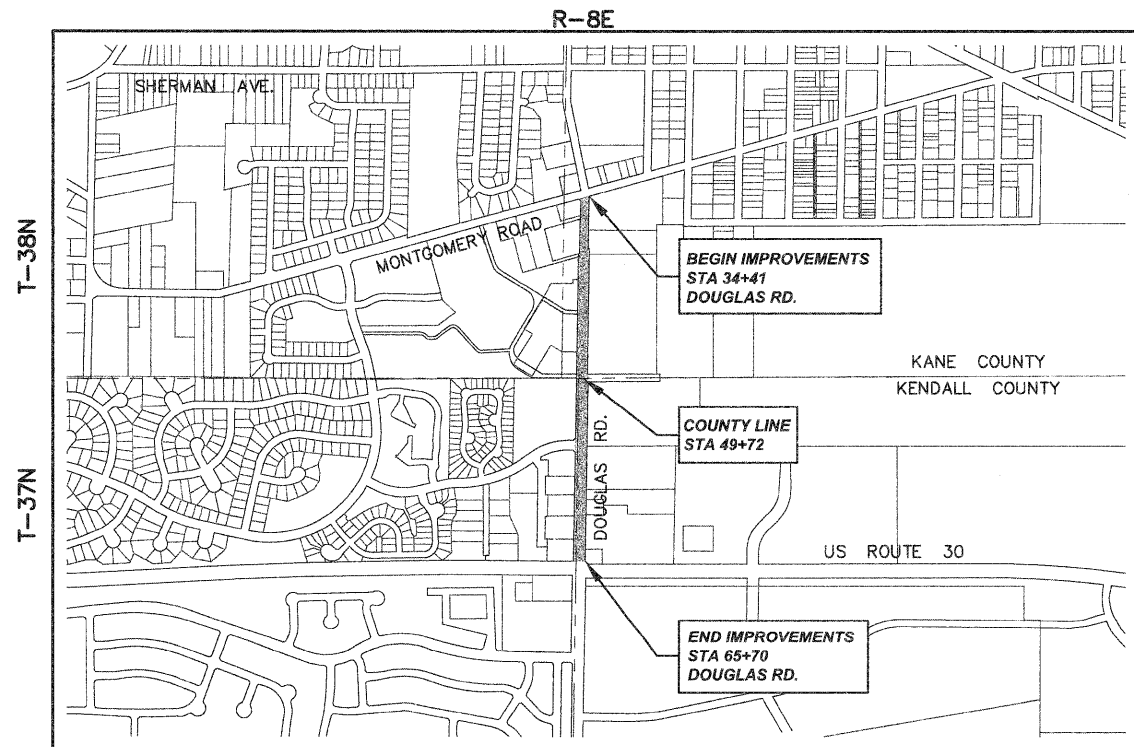 R-8E
SHERMAN AVE.
T-38N
MONTGOMERY ROAD
BEGIN IMPROVEMENTS
STA 34+41
DOUGLAS RD.
KANE COUNTY
KENDALL COUNTY
COUNTY LINE
STA 49+72
DOUGLAS RD.
T-37N
US ROUTE 30
END IMPROVEMENTS
STA 65+70
DOUGLAS RD.